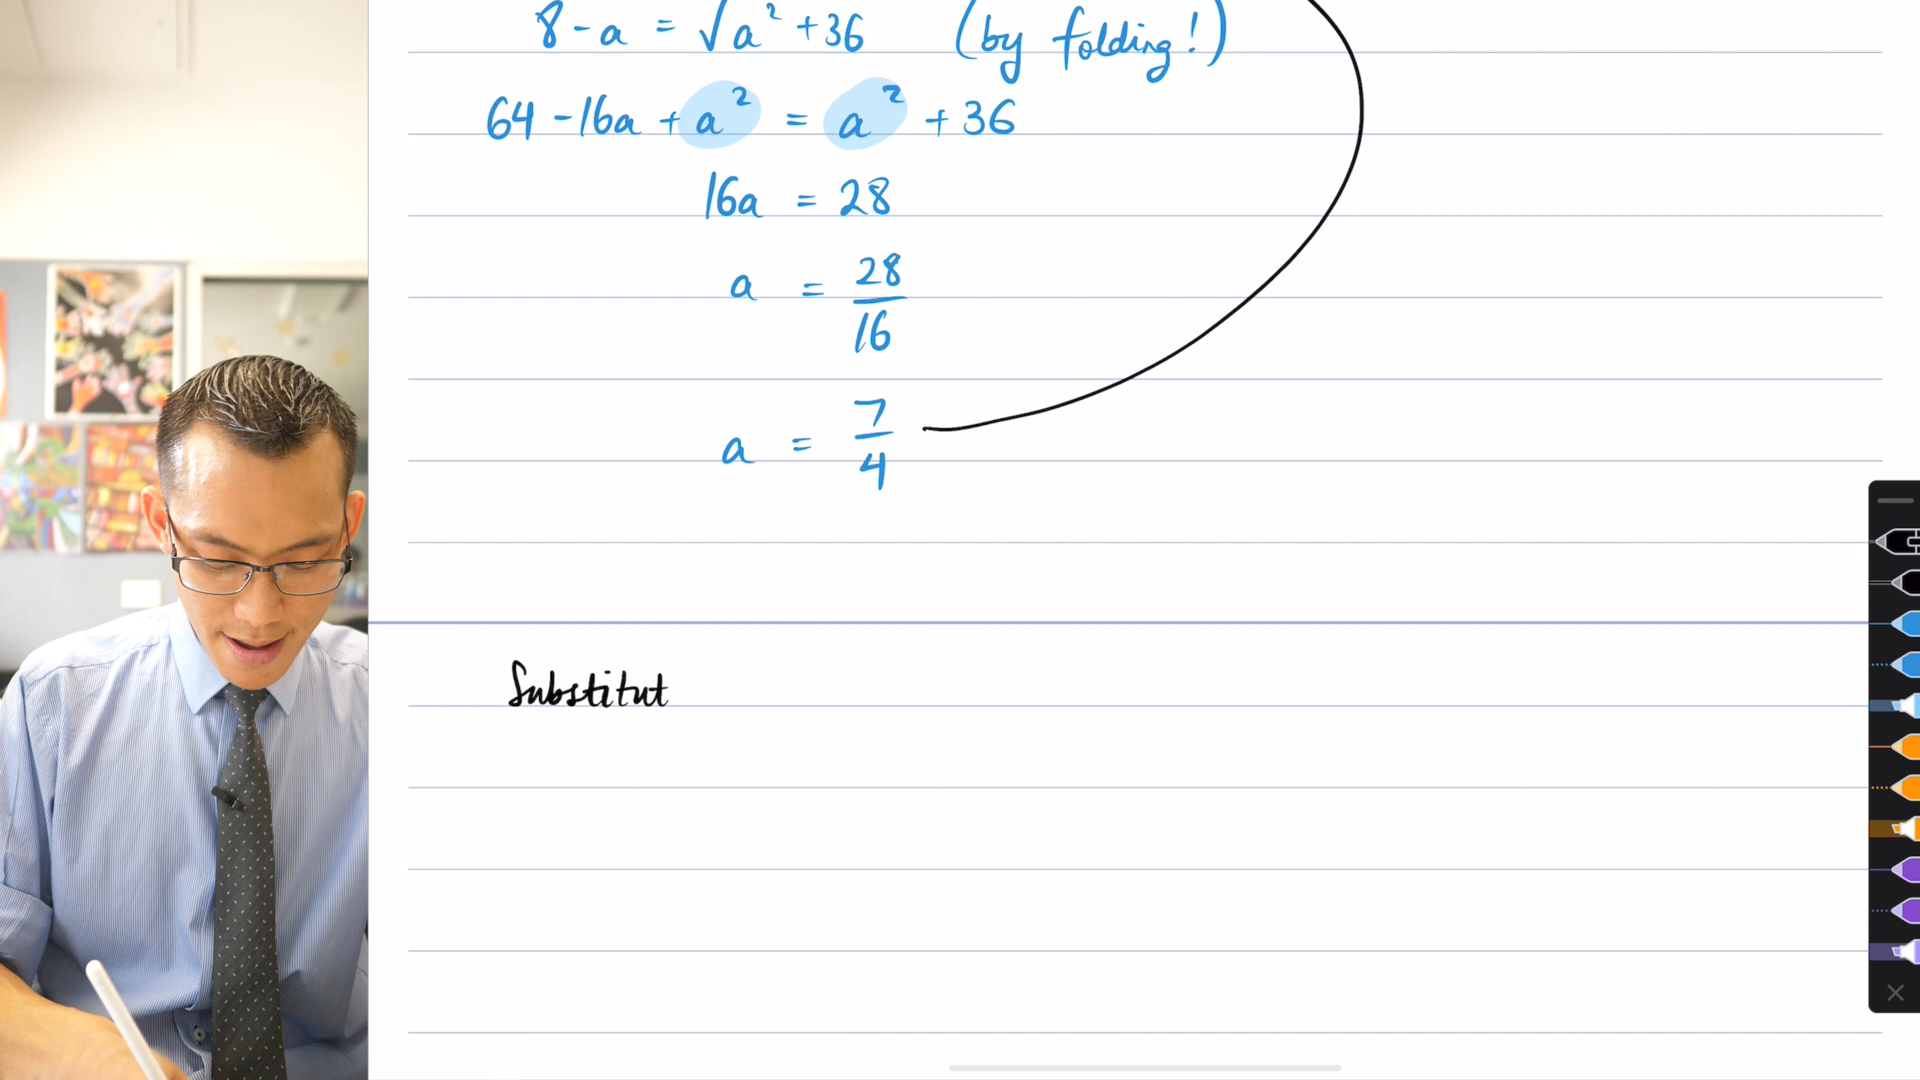 8 - a = √a² + 36 (by folding!)
64 - 16a + a² = a² + 36
16a = 28
a = 28/16
a = 7/4
Substitut